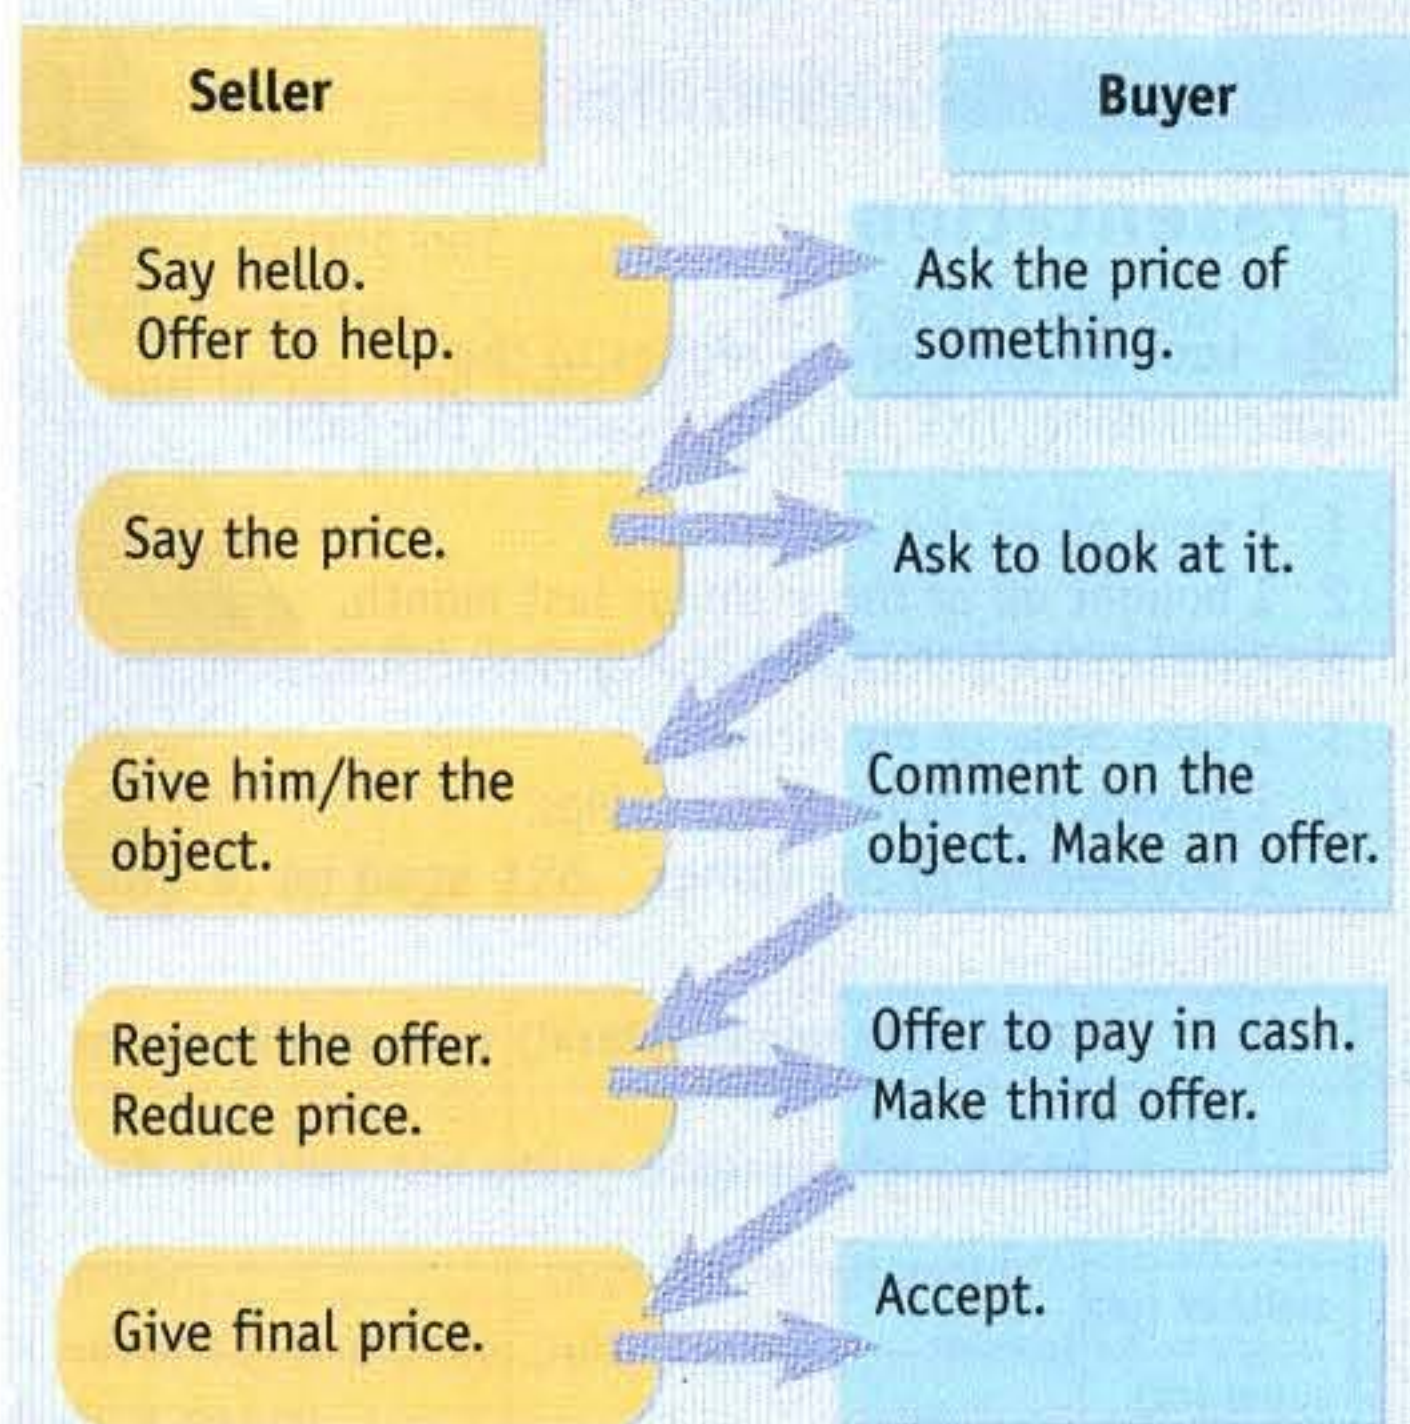 Seller
Buyer
Say hello.
Offer to help.
Ask the price of
something.
Say the price.
Ask to look at it.
Give him/her the
object.
Comment on the
object. Make an offer.
Reject the offer.
Reduce price.
Offer to pay in cash.
Make third offer.
Give final price.
Accept.